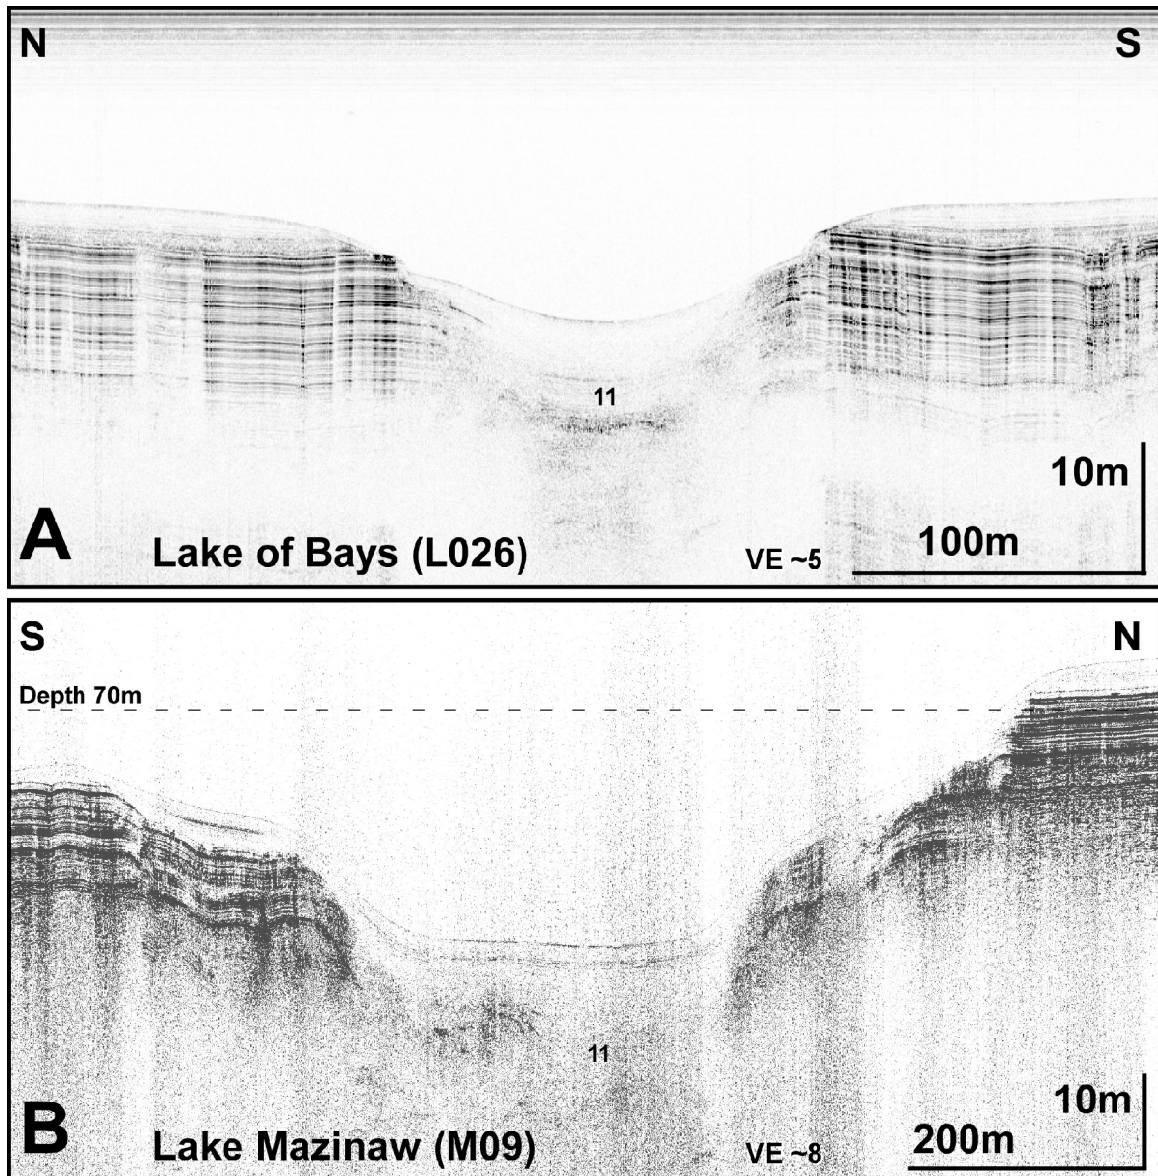 N
S
11
10m
100m
A
Lake of Bays (L026)
VE ~5
S
N
Depth 70m
11
10m
200m
B
Lake Mazinaw (M09)
VE ~8